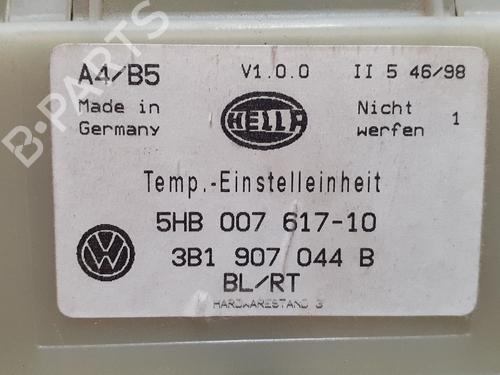 A4/B5 V1.0.0 II 5 46/98
Made in Germany
HELLA
Nicht werfen 1
Temp.-Einstelleinheit
5HB 007 617-10
3B1 907 044 B
BL/RT
HARDWARESTAND 3
B-PARTS